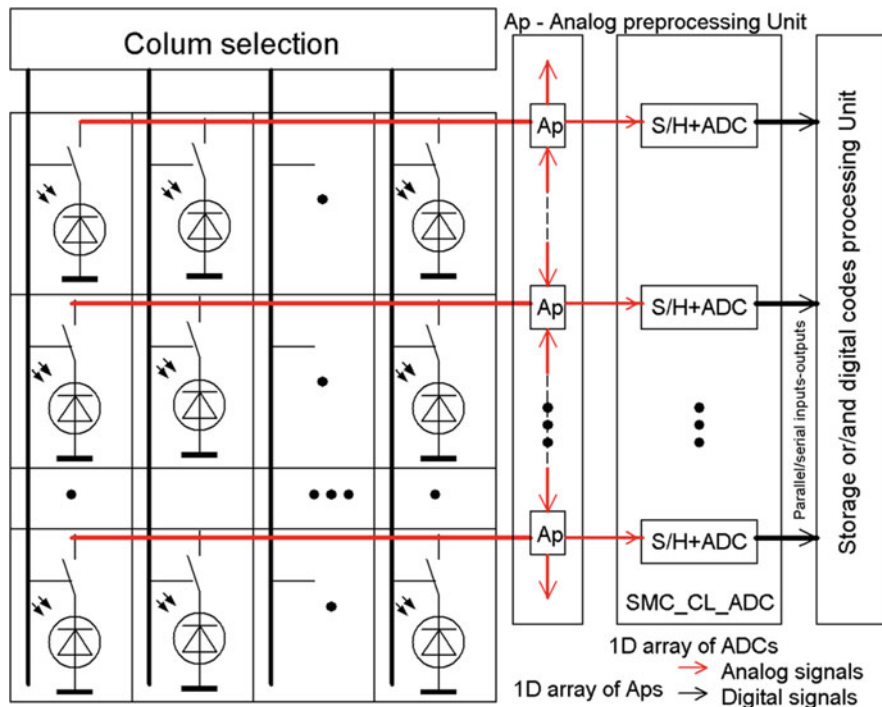 Colum selection
Ap - Analog preprocessing Unit
Ap
S/H+ADC
Ap
S/H+ADC
Ap
S/H+ADC
Parallel/serial inputs-outputs
Storage or/and digital codes processing Unit
SMC_CL_ADC
1D array of ADCs
Analog signals
1D array of Aps
Digital signals